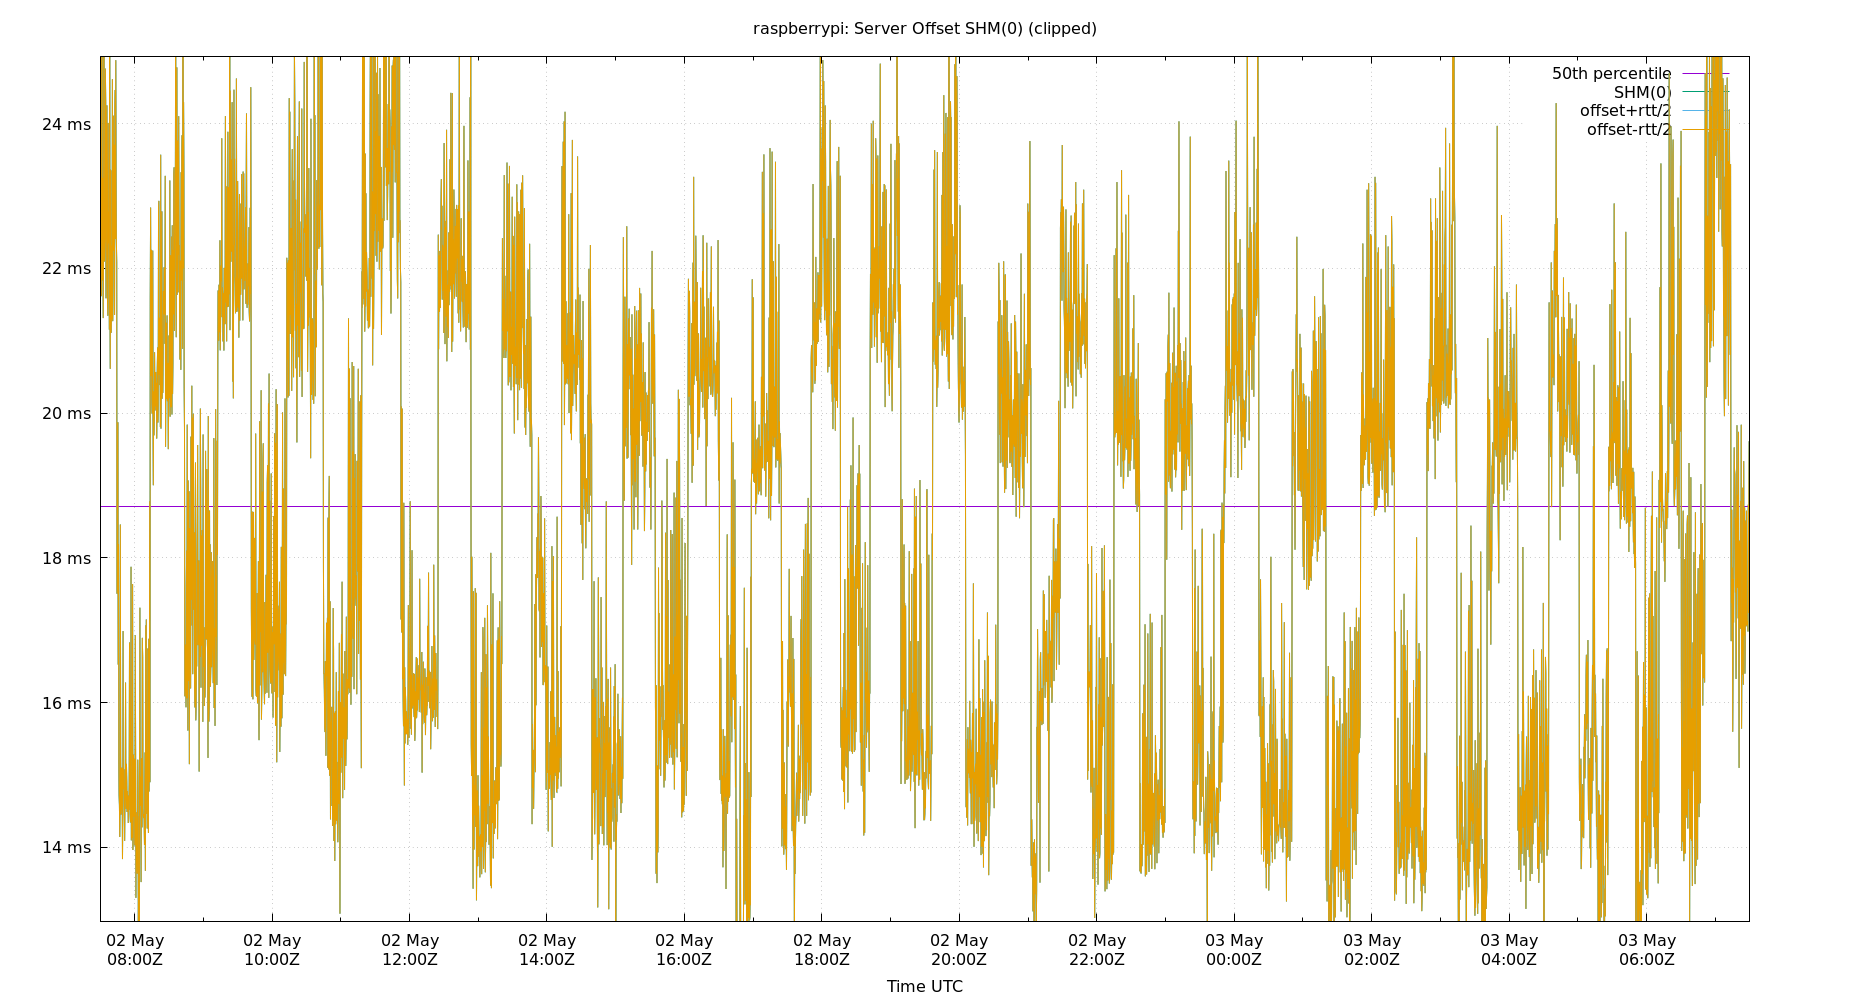 raspberrypi: Server Offset SHM(0) (clipped)
50th percentile
SHM(0)
offset+rtt/2
offset-rtt/2
24 ms
22 ms
20 ms
18 ms
16 ms
14 ms
02 May 02 May 02 May 02 May 02 May 02 May 02 May 02 May 03 May 03 May 03 May 03 May
08:00Z 10:00Z 12:00Z 14:00Z 16:00Z 18:00Z 20:00Z 22:00Z 00:00Z 02:00Z 04:00Z 06:00Z
Time UTC